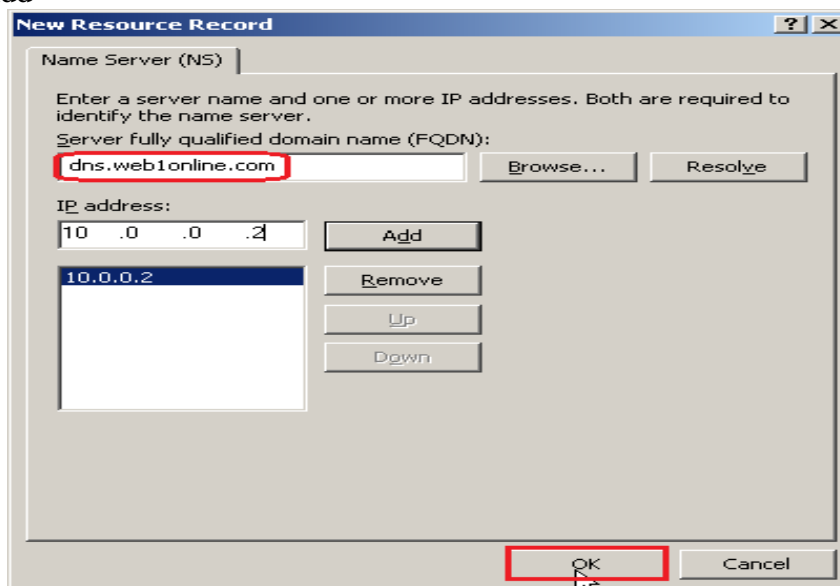 New Resource Record
Name Server (NS)
Enter a server name and one or more IP addresses. Both are required to
identify the name server.
Server fully qualified domain name (FQDN):
dns.web1online.com
Browse...
Resolve
IP address:
10 .0 .0 .2
Add
10.0.0.2
Remove
Up
Down
OK
Cancel